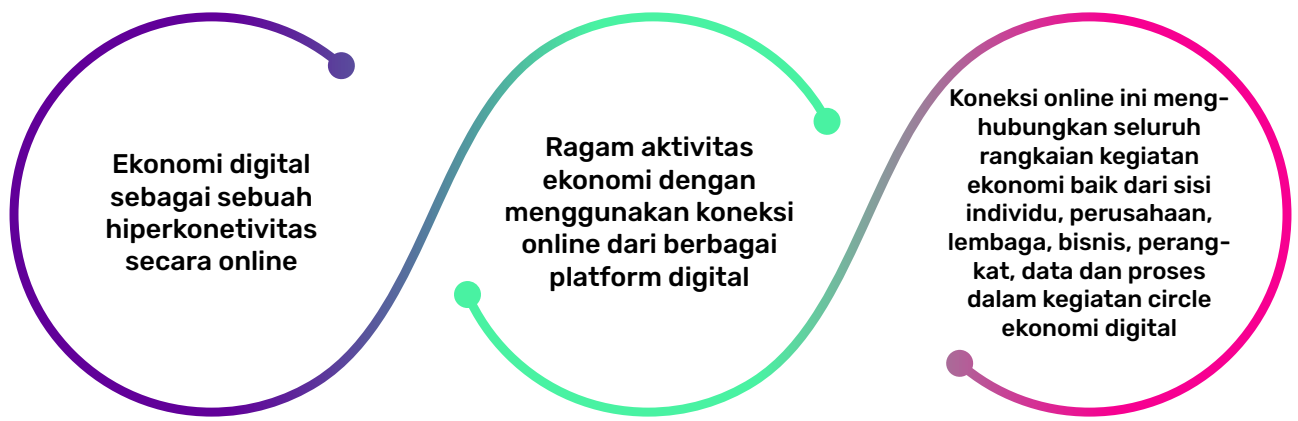 Ekonomi digital
sebagai sebuah
hiperkonetivitas
secara online
Ragam aktivitas
ekonomi dengan
menggunakan koneksi
online dari berbagai
platform digital
Koneksi online ini meng-
hubungkan seluruh
rangkaian kegiatan
ekonomi baik dari sisi
individu, perusahaan,
lembaga, bisnis, perang-
kat, data dan proses
dalam kegiatan circle
ekonomi digital